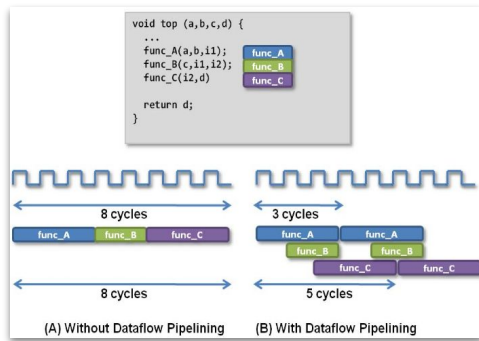 void top (a,b,c,d) {
...
func_A(a,b,i1);
func_B(c,i1,i2);
func_C(i2,d)
return d;
}
func_A
func_B
func_C
8 cycles
func_A func_B func_C
8 cycles
(A) Without Dataflow Pipelining
3 cycles
func_A func_A
func_B func_B
func_C func_C
5 cycles
(B) With Dataflow Pipelining